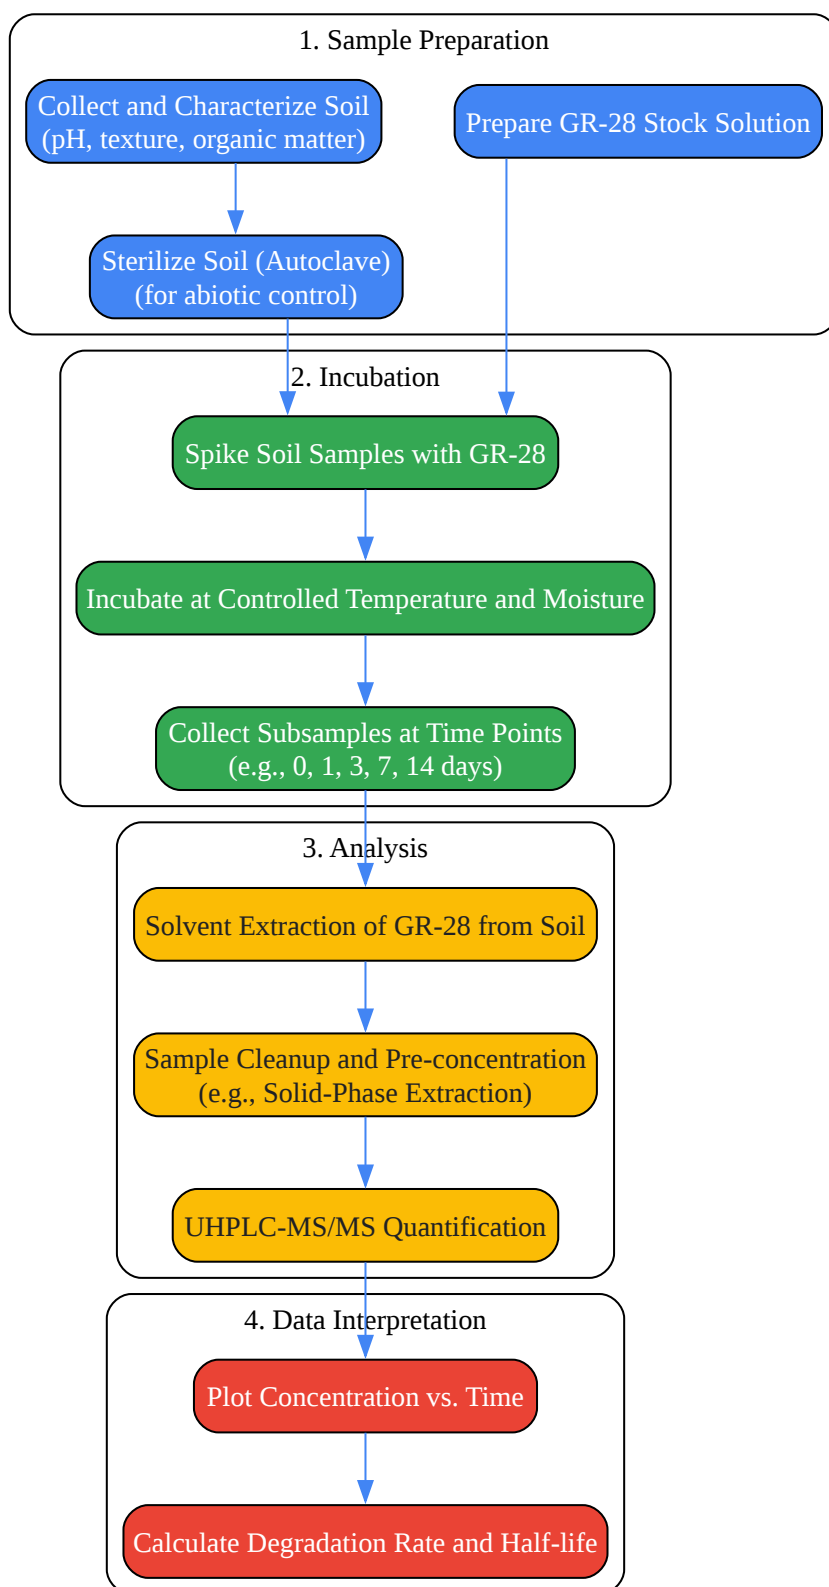 1. Sample Preparation
Collect and Characterize Soil
(pH, texture, organic matter)
Prepare GR-28 Stock Solution
Sterilize Soil (Autoclave)
(for abiotic control)
2. Incubation
Spike Soil Samples with GR-28
Incubate at Controlled Temperature and Moisture
Collect Subsamples at Time Points
(e.g., 0, 1, 3, 7, 14 days)
3. Analysis
Solvent Extraction of GR-28 from Soil
Sample Cleanup and Pre-concentration
(e.g., Solid-Phase Extraction)
UHPLC-MS/MS Quantification
4. Data Interpretation
Plot Concentration vs. Time
Calculate Degradation Rate and Half-life